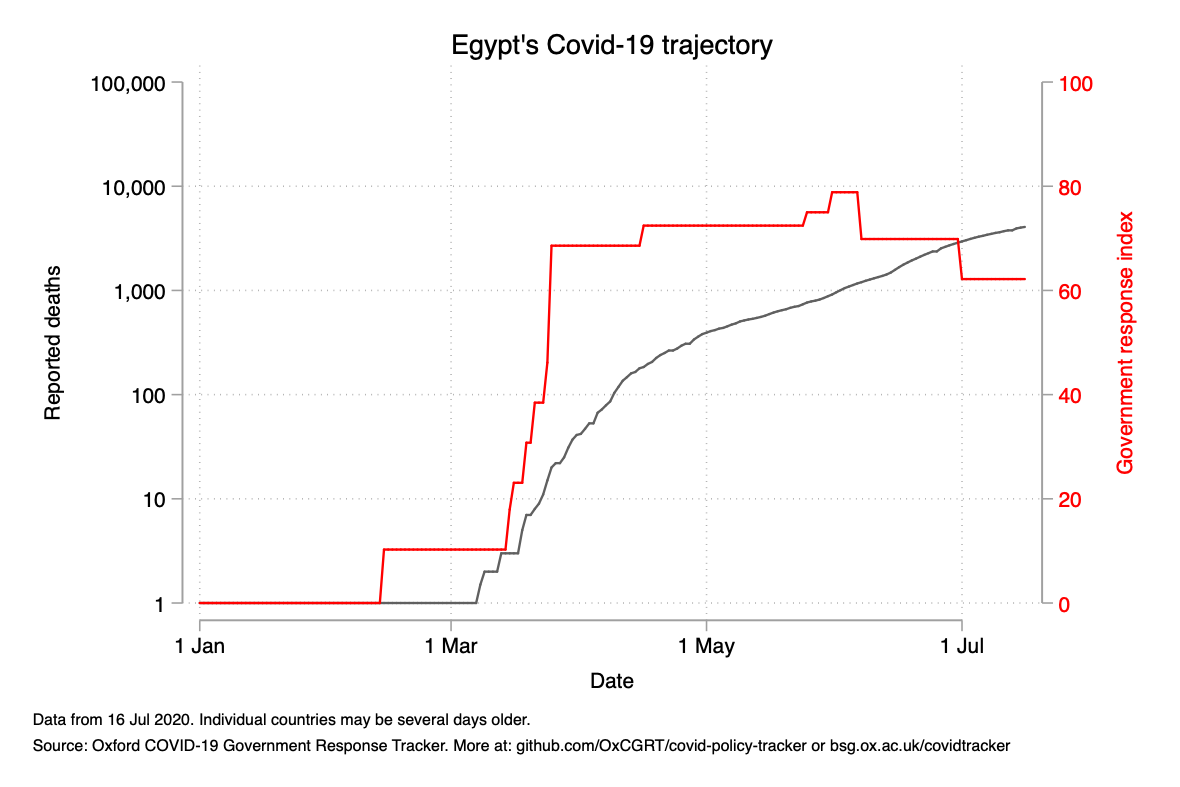 Egypt's Covid-19 trajectory
100,000
10,000
1,000
100
10
1
Reported deaths
100
80
60
40
20
0
Government response index
1 Jan
1 Mar
1 May
1 Jul
Date
Data from 16 Jul 2020. Individual countries may be several days older.
Source: Oxford COVID-19 Government Response Tracker. More at: github.com/OxCGRT/covid-policy-tracker or bsg.ox.ac.uk/covidtracker